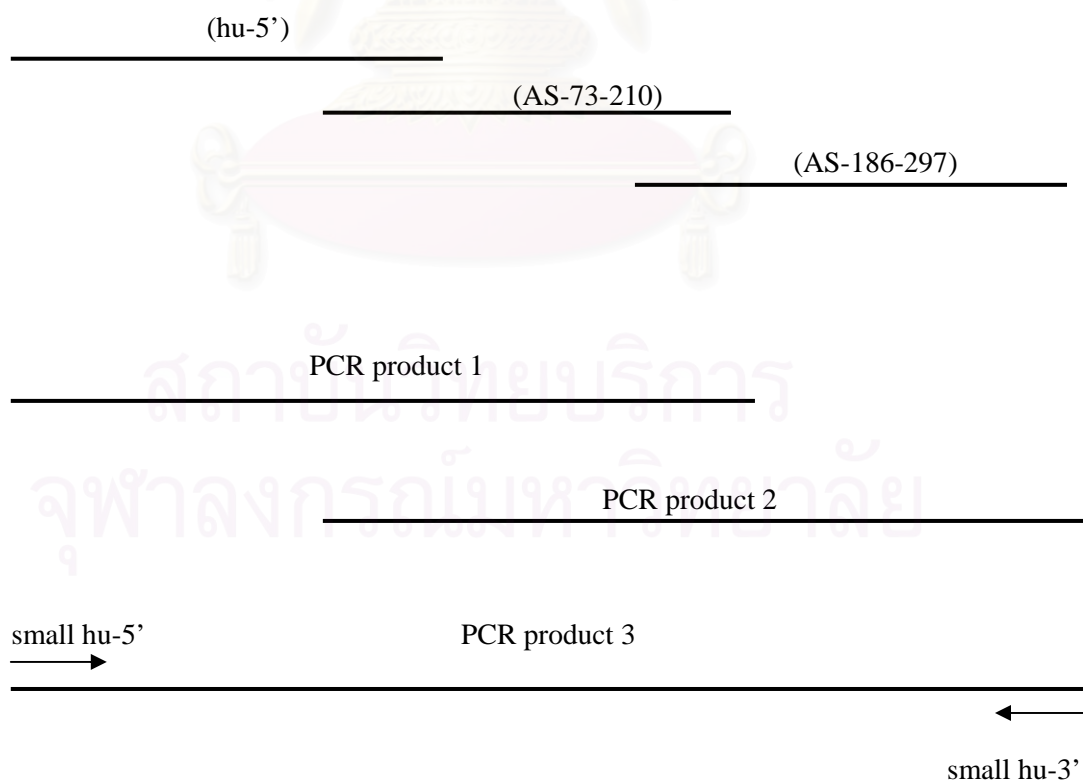 (hu-5’)
(AS-73-210)
(AS-186-297)
PCR product 1
สถาบันวิทยบริการ
PCR product 2
จุฬาลงกรณ์มหาวิทยาลัย
small hu-5’
PCR product 3
small hu-3’